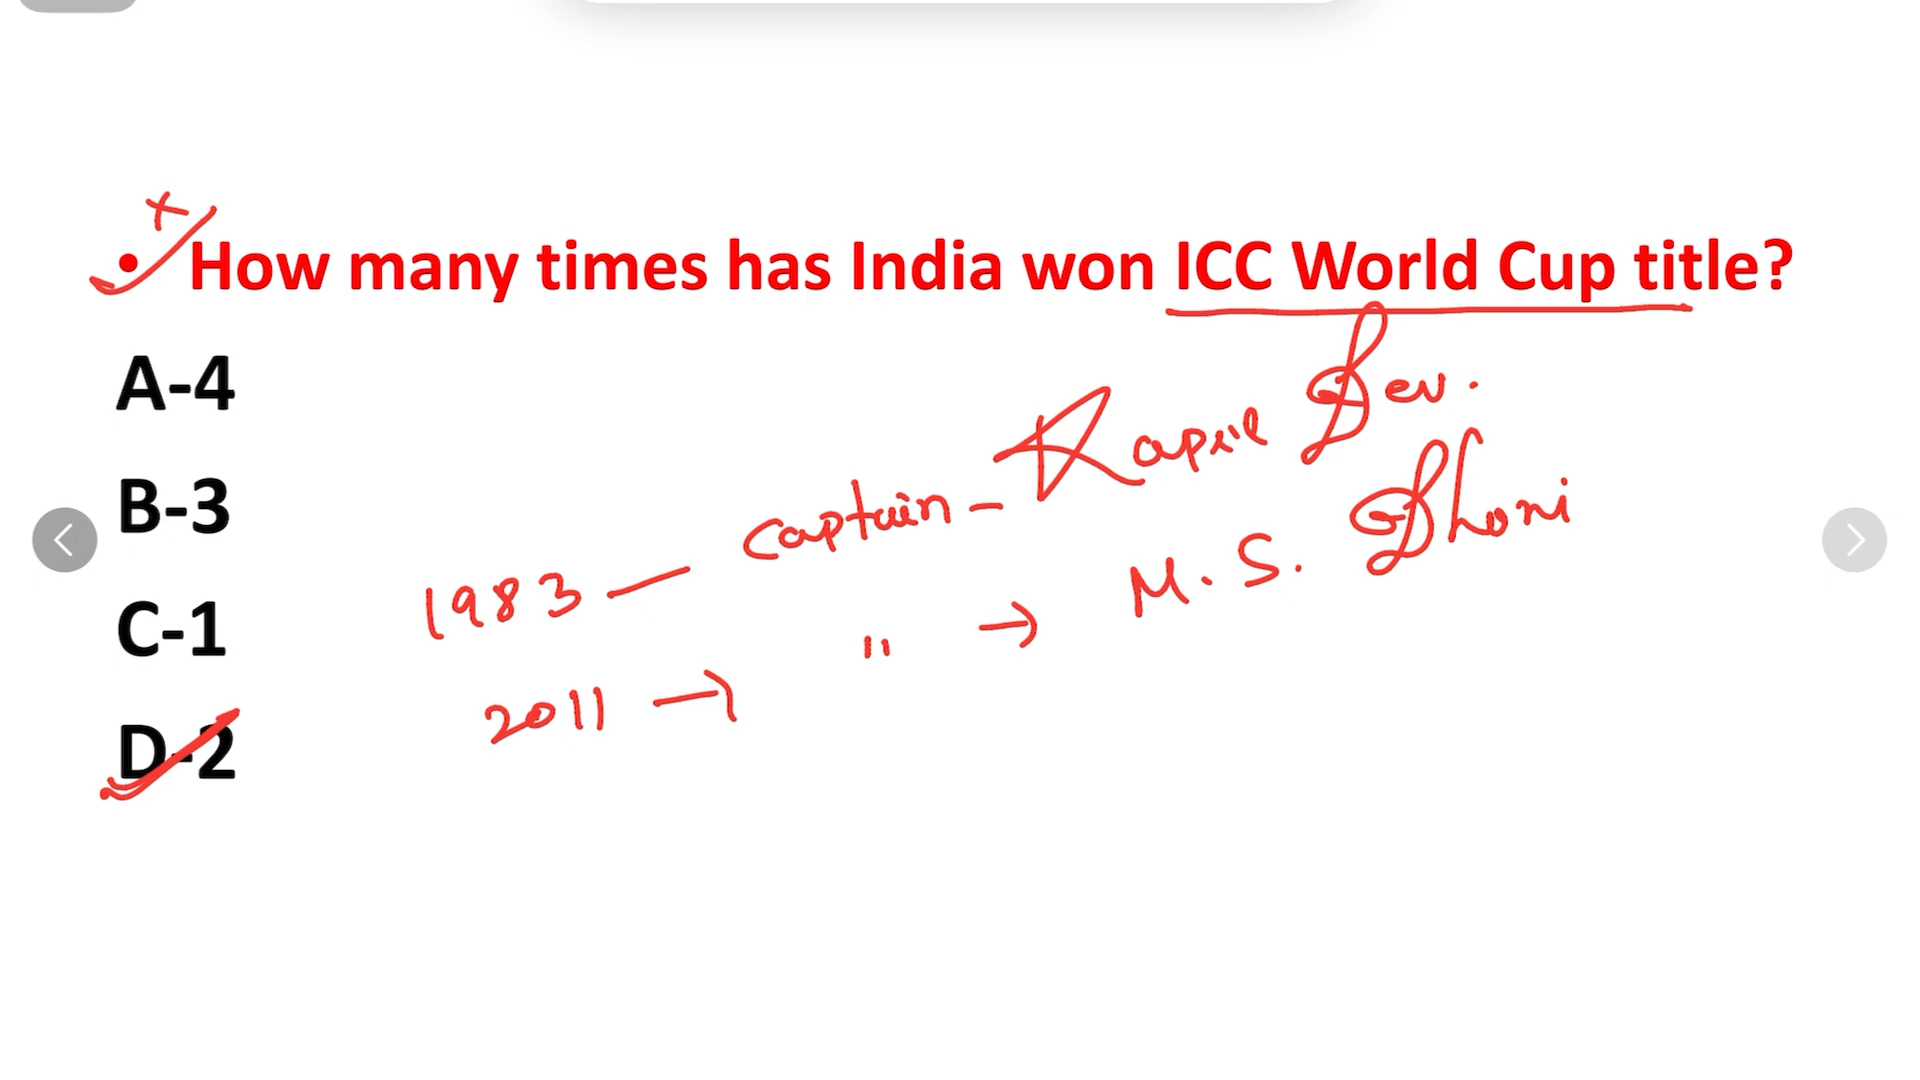 • How many times has India won ICC World Cup title?
A-4
B-3
C-1
D-2
1983 — captain - Kapil Dev.
2011 → " → M. S. Dhoni